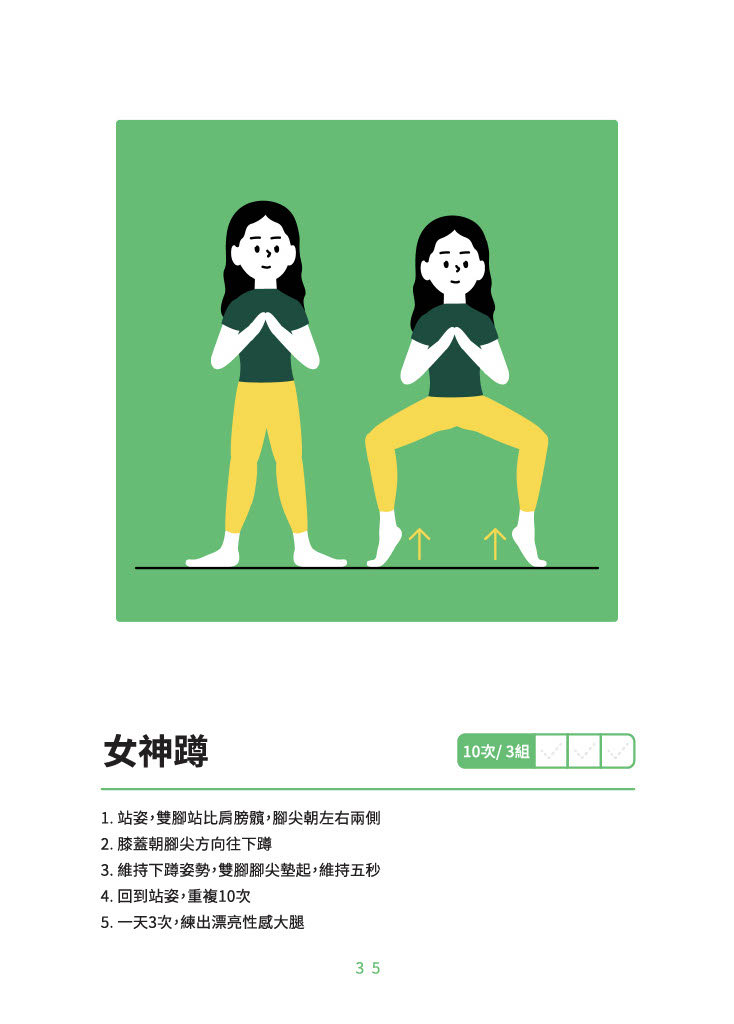 女神蹲
10次/ 3組
1. 站姿，雙腳站比肩膀髖，腳尖朝左右兩側
2. 膝蓋朝腳尖方向往下蹲
3. 維持下蹲姿勢，雙腳腳尖墊起，維持五秒
4. 回到站姿，重複10次
5. 一天3次，練出漂亮性感大腿
3 5